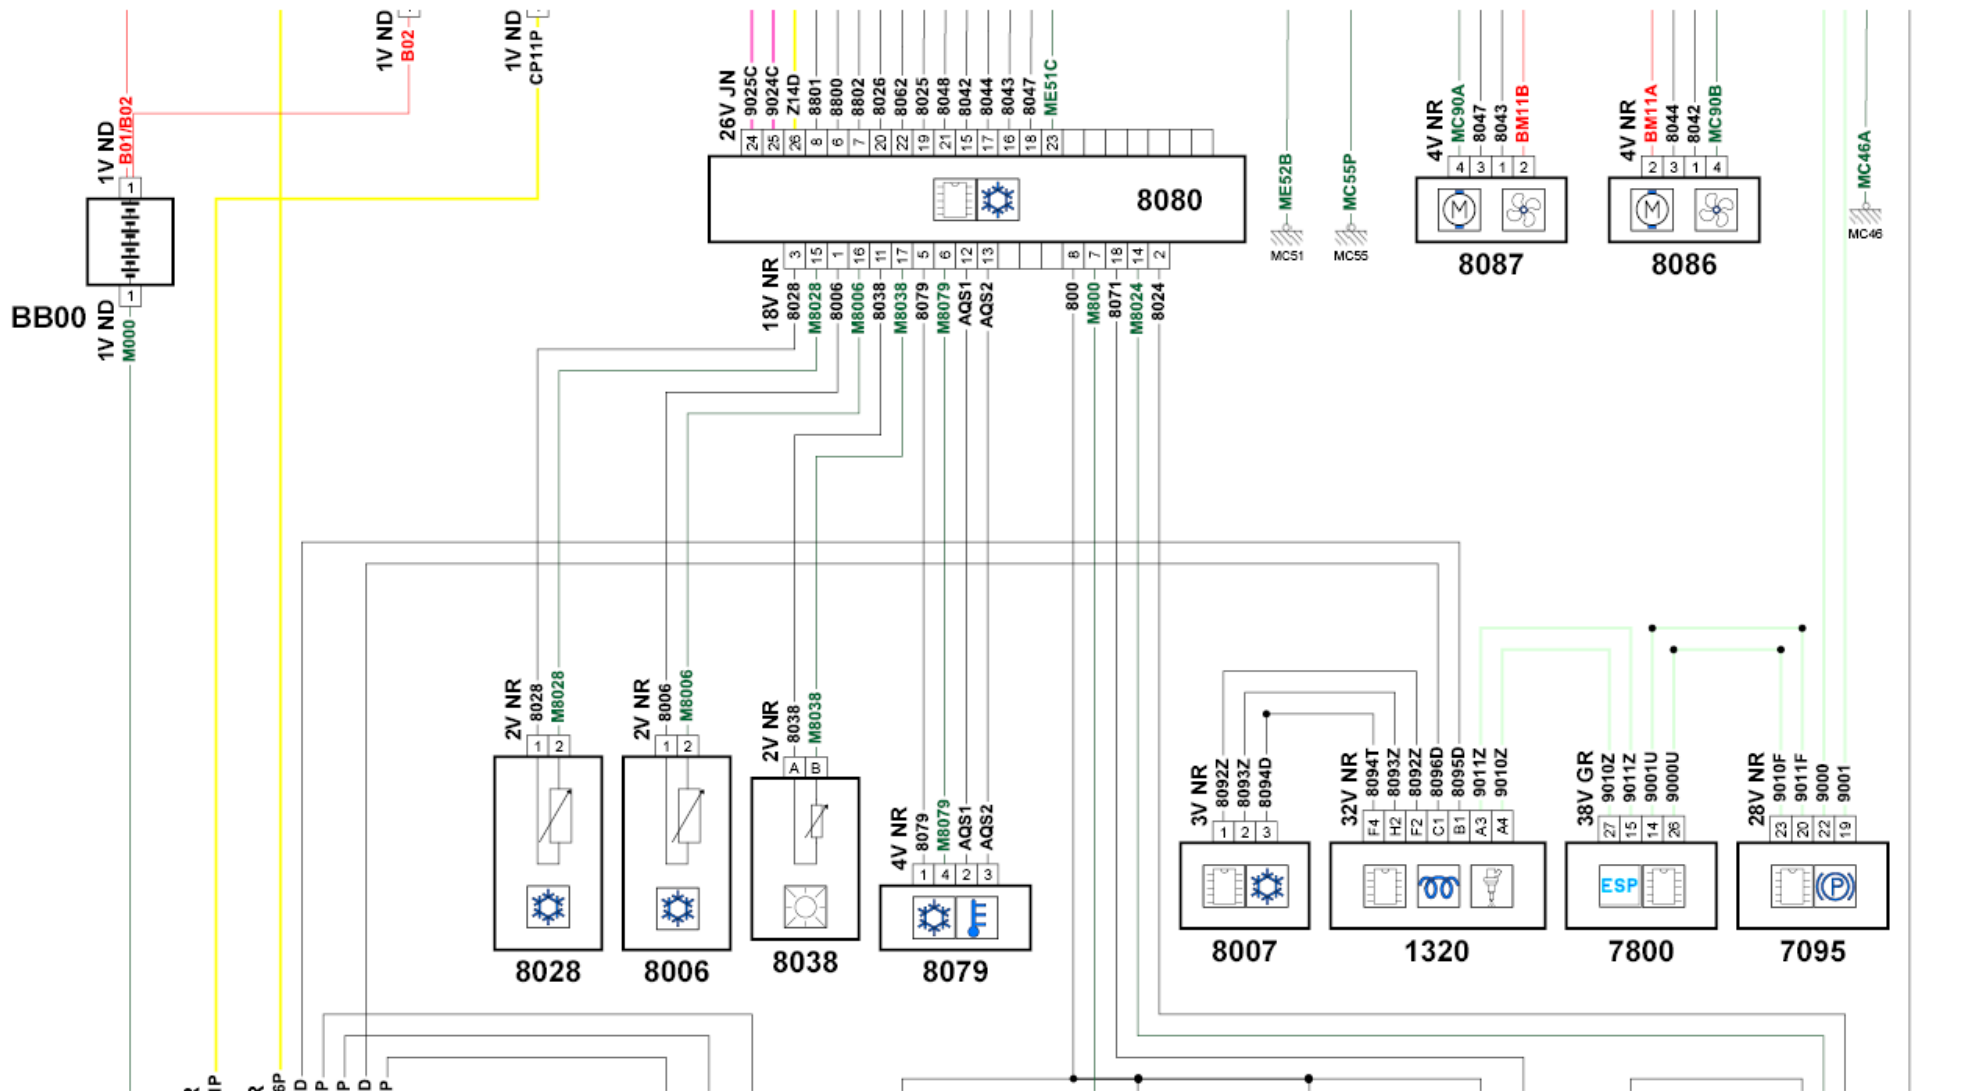 1V ND
B02
1V ND
CP11P
1V ND
B01/B02
1
BB00
1
1V ND
M000
26V JN
9025C
9024C
Z14D
8801
8800
8802
8026
8062
8025
8048
8042
8044
8043
8047
ME51C
24
25
26
8
6
7
20
22
19
21
15
17
16
18
23
8080
3
15
1
16
11
17
5
6
12
13
8
7
18
14
2
18V NR
8028
M8028
8006
M8006
8038
M8038
8079
M8079
AQS1
AQS2
800
M800
8071
M8024
8024
ME52B
MC51
MC55P
MC55
4V NR
MC90A
8047
8043
BM11B
4
3
1
2
M
8087
4V NR
BM11A
8044
8042
MC90B
2
3
1
4
M
8086
MC46A
MC46
2V NR
8028
M8028
1
2
8028
2V NR
8006
M8006
1
2
8006
2V NR
8038
M8038
A
B
8038
4V NR
8079
M8079
AQS1
AQS2
1
4
2
3
8079
3V NR
8092Z
8093Z
8094D
1
2
3
8007
32V NR
8094T
8093Z
8092Z
8096D
8095D
9011Z
9010Z
F4
H2
F2
C1
B1
A3
A4
1320
38V GR
9010Z
9011Z
9001U
9000U
27
15
14
26
ESP
7800
28V NR
9010F
9011F
9000
9001
23
20
22
19
P
7095
R
1P
R
6P
D
P
P
D
P